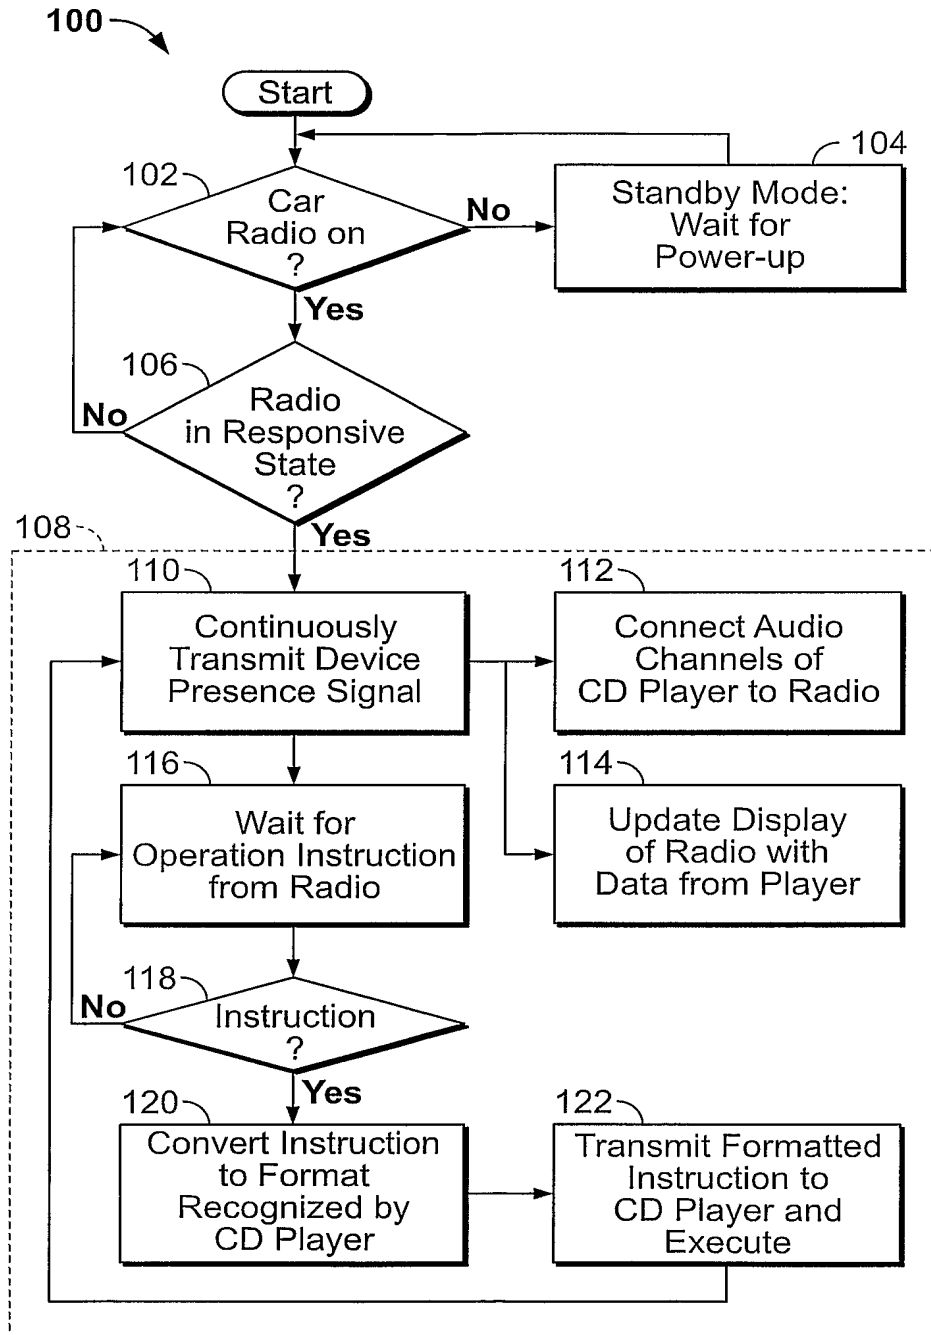 100
Start
104
102
Car
Radio on
?
No
Standby Mode:
Wait for
Power-up
Yes
106
Radio
in Responsive
State
?
No
Yes
108
110
Continuously
Transmit Device
Presence Signal
112
Connect Audio
Channels of
CD Player to Radio
116
Wait for
Operation Instruction
from Radio
114
Update Display
of Radio with
Data from Player
118
Instruction
?
No
Yes
120
Convert Instruction
to Format
Recognized by
CD Player
122
Transmit Formatted
Instruction to
CD Player and
Execute